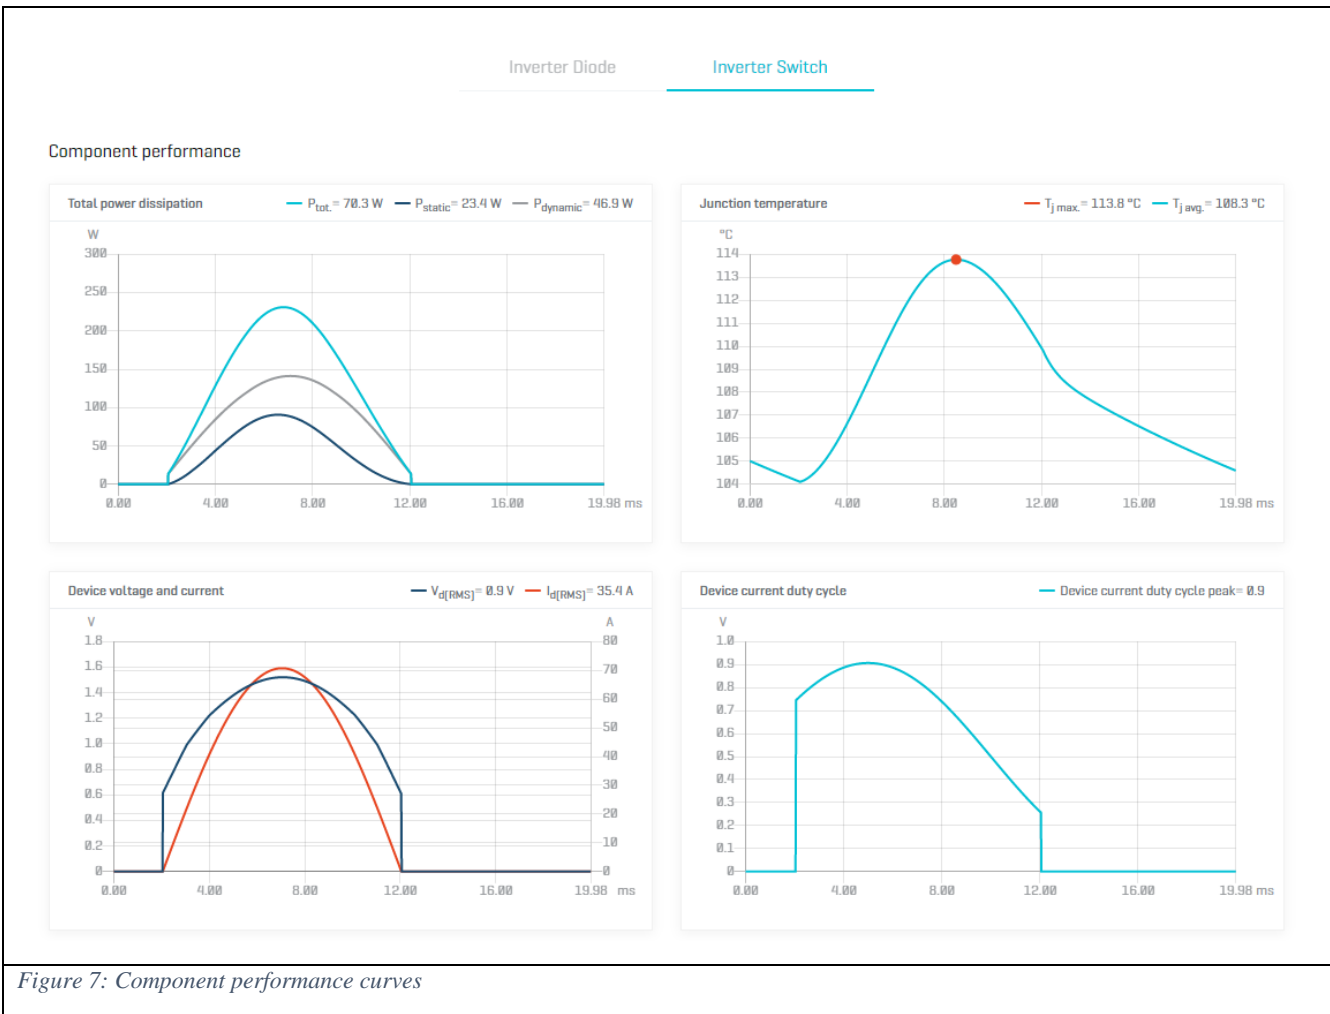 Inverter Diode Inverter Switch
Component performance
Total power dissipation P_tot.= 70.3 W P_static= 23.4 W P_dynamic= 46.9 W
W
300
250
200
150
100
50
0
0.00 4.00 8.00 12.00 16.00 19.98 ms
Junction temperature T_j max.= 113.8 °C T_j avg.= 108.3 °C
°C
114
113
112
111
110
109
108
107
106
105
104
0.00 4.00 8.00 12.00 16.00 19.98 ms
Device voltage and current V_d[RMS]= 0.9 V I_d[RMS]= 35.4 A
V A
1.8 80
1.6 70
1.4 60
1.2 50
1.0 40
0.8 30
0.6 20
0.4 10
0.2 0
0
0.00 4.00 8.00 12.00 16.00 19.98 ms
Device current duty cycle Device current duty cycle peak= 0.9
V
1.0
0.9
0.8
0.7
0.6
0.5
0.4
0.3
0.2
0.1
0
0.00 4.00 8.00 12.00 16.00 19.98 ms
Figure 7: Component performance curves